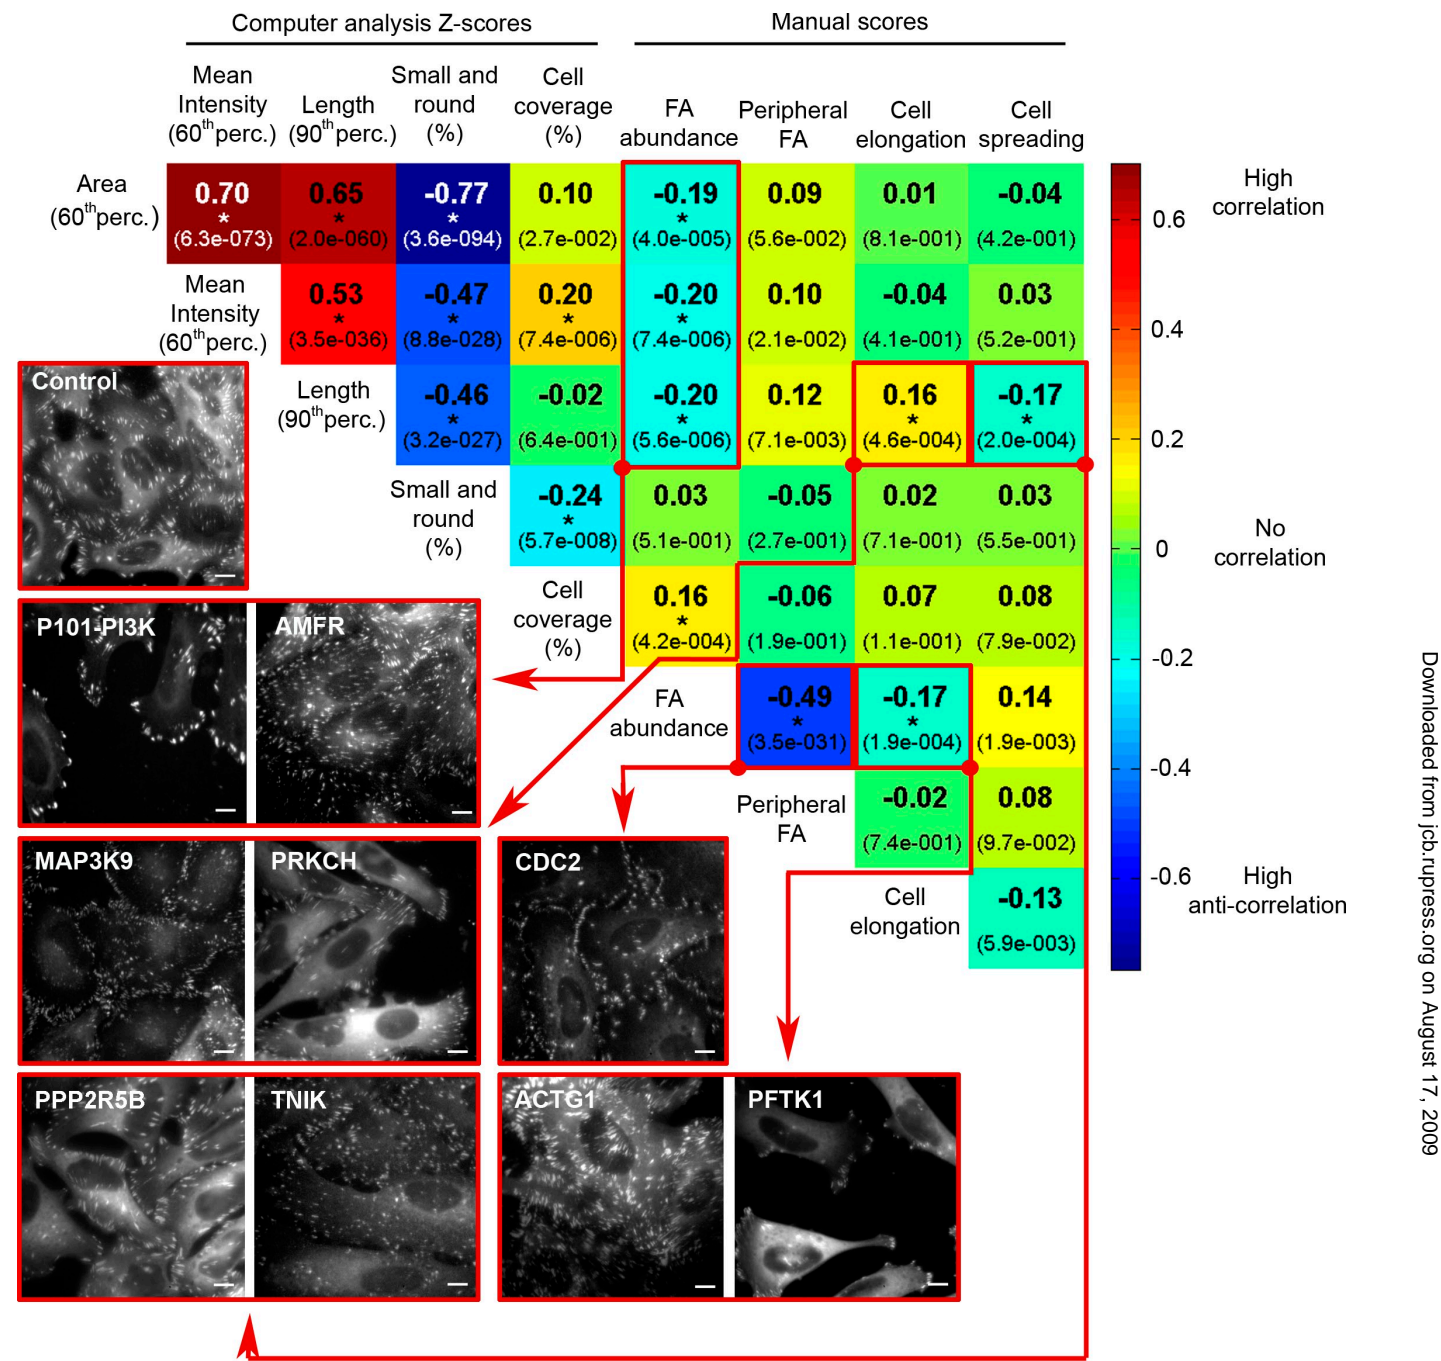 Computer analysis Z-scores
Manual scores
Mean
Intensity
(60thperc.)
Length
(90thperc.)
Small and
round
(%)
Cell
coverage
(%)
FA
abundance
Peripheral
FA
Cell
elongation
Cell
spreading
Area
(60thperc.)
0.70 0.65 -0.77 0.10 -0.19 0.09 0.01 -0.04
* * * *
(6.3e-073) (2.0e-060) (3.6e-094) (2.7e-002) (4.0e-005) (5.6e-002) (8.1e-001) (4.2e-001)
Mean
Intensity
(60thperc.)
0.53 -0.47 0.20 -0.20 0.10 -0.04 0.03
* * * *
(3.5e-036) (8.8e-028) (7.4e-006) (7.4e-006) (2.1e-002) (4.1e-001) (5.2e-001)
Length
(90thperc.)
-0.46 -0.02 -0.20 0.12 0.16 -0.17
* * * *
(3.2e-027) (6.4e-001) (5.6e-006) (7.1e-003) (4.6e-004) (2.0e-004)
Small and
round
(%)
-0.24 0.03 -0.05 0.02 0.03
*
(5.7e-008) (5.1e-001) (2.7e-001) (7.1e-001) (5.5e-001)
Cell
coverage
(%)
0.16 -0.06 0.07 0.08
*
(4.2e-004) (1.9e-001) (1.1e-001) (7.9e-002)
FA
abundance
-0.49 -0.17 0.14
* *
(3.5e-031) (1.9e-004) (1.9e-003)
Peripheral
FA
-0.02 0.08
(7.4e-001) (9.7e-002)
Cell
elongation
-0.13
(5.9e-003)
High
correlation
0.6
0.4
0.2
No
correlation
0
-0.2
-0.4
-0.6
High
anti-correlation
Control
P101-PI3K
AMFR
MAP3K9
PRKCH
CDC2
PPP2R5B
TNIK
ACTG1
PFTK1
Downloaded from jcb.rupress.org on August 17, 2009